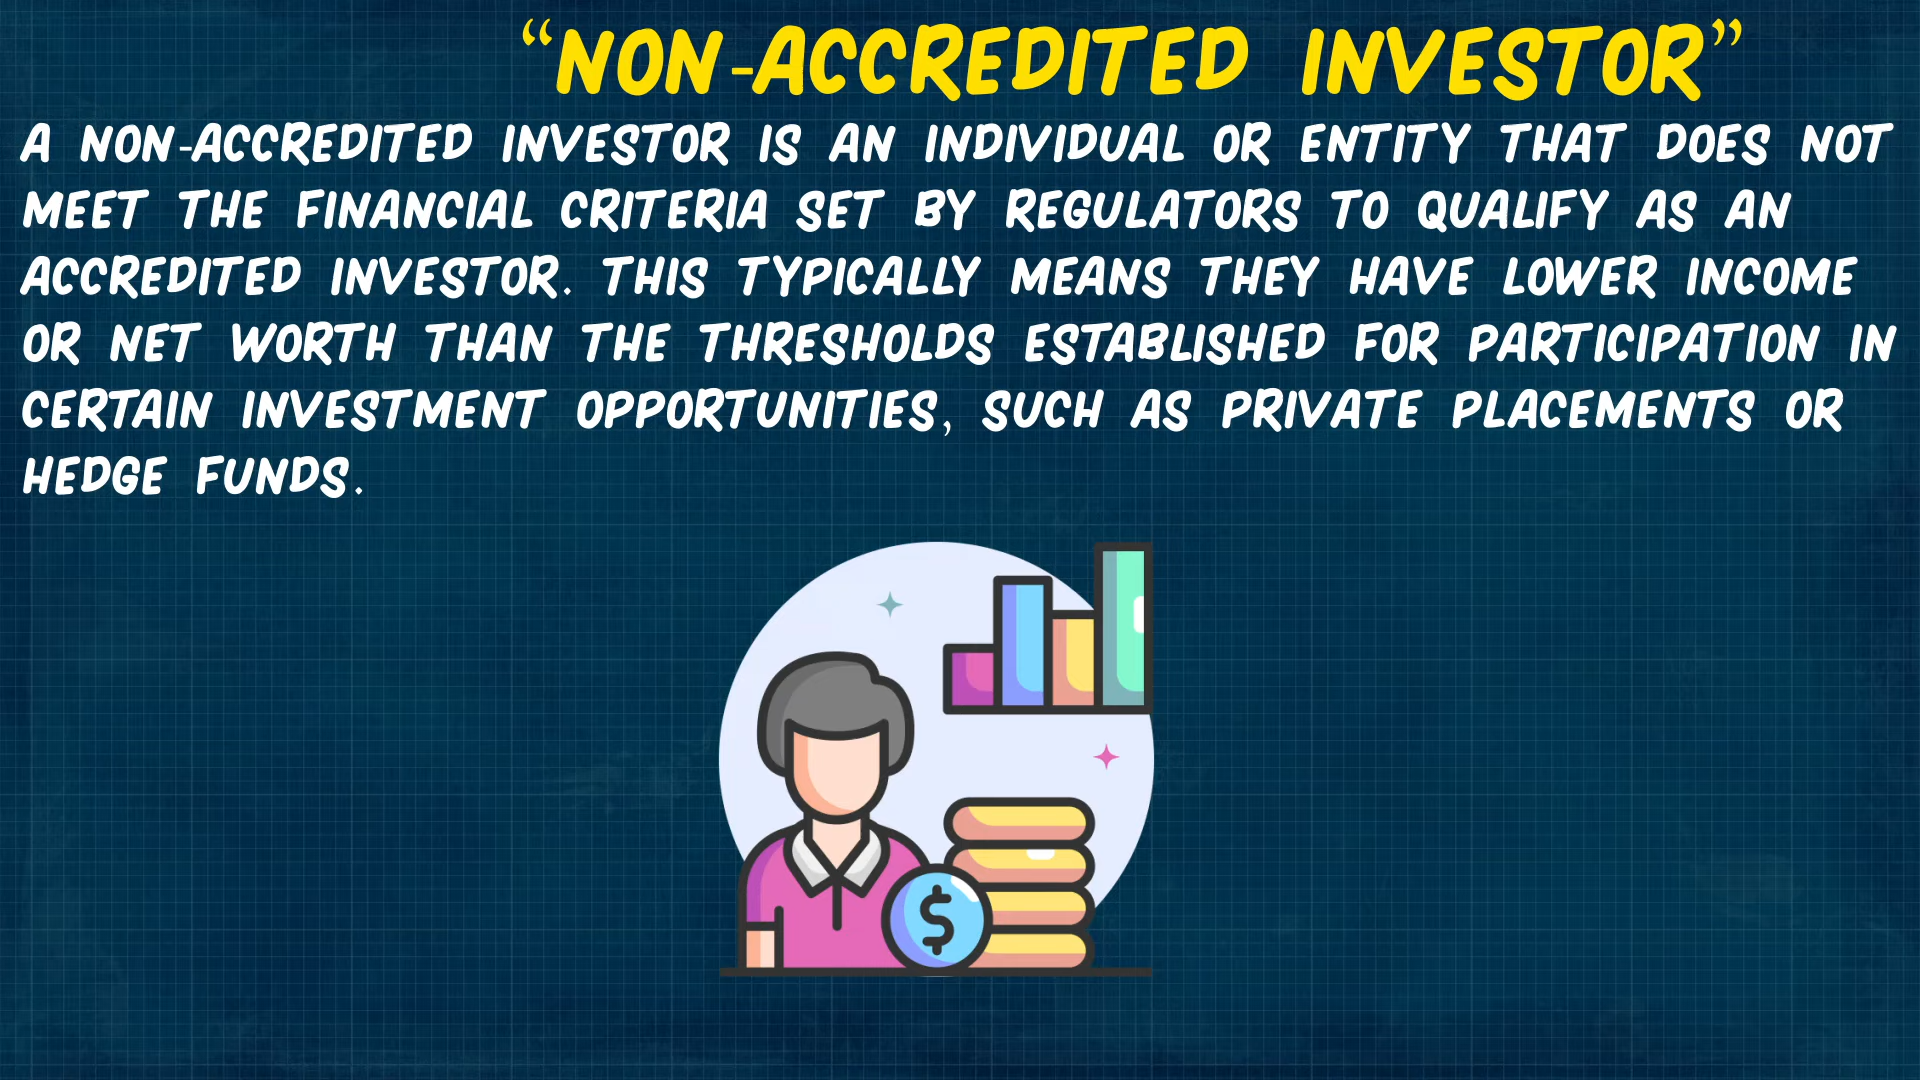 “NON-ACCREDITED INVESTOR”
A NON-ACCREDITED INVESTOR IS AN INDIVIDUAL OR ENTITY THAT DOES NOT
MEET THE FINANCIAL CRITERIA SET BY REGULATORS TO QUALIFY AS AN
ACCREDITED INVESTOR. THIS TYPICALLY MEANS THEY HAVE LOWER INCOME
OR NET WORTH THAN THE THRESHOLDS ESTABLISHED FOR PARTICIPATION IN
CERTAIN INVESTMENT OPPORTUNITIES, SUCH AS PRIVATE PLACEMENTS OR
HEDGE FUNDS.
$